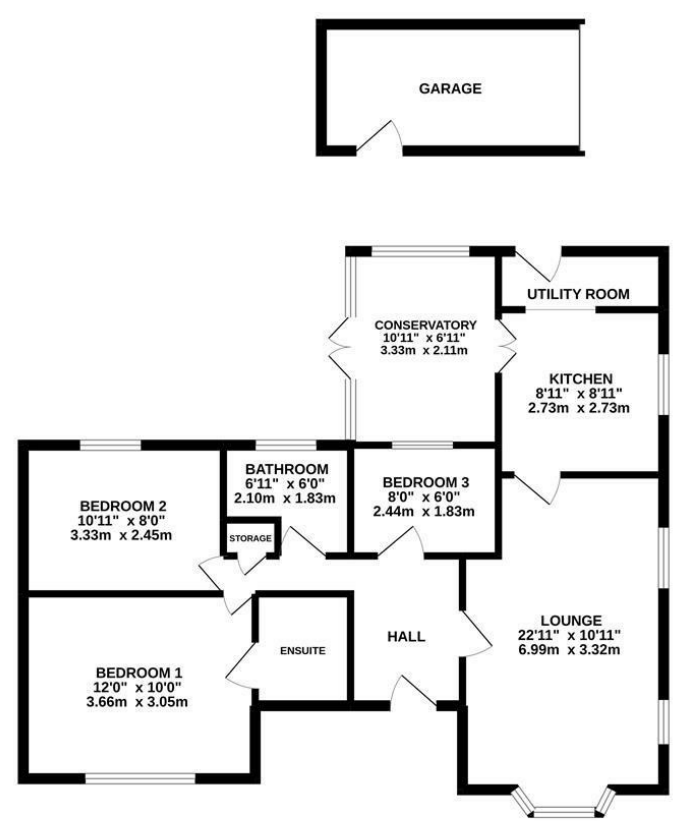 GARAGE
CONSERVATORY
10'11" x 6'11"
3.33m x 2.11m
UTILITY ROOM
KITCHEN
8'11" x 8'11"
2.73m x 2.73m
BATHROOM
6'11" x 6'0"
2.10m x 1.83m
BEDROOM 3
8'0" x 6'0"
2.44m x 1.83m
BEDROOM 2
10'11" x 8'0"
3.33m x 2.45m
STORAGE
LOUNGE
22'11" x 10'11"
6.99m x 3.32m
HALL
ENSUITE
BEDROOM 1
12'0" x 10'0"
3.66m x 3.05m